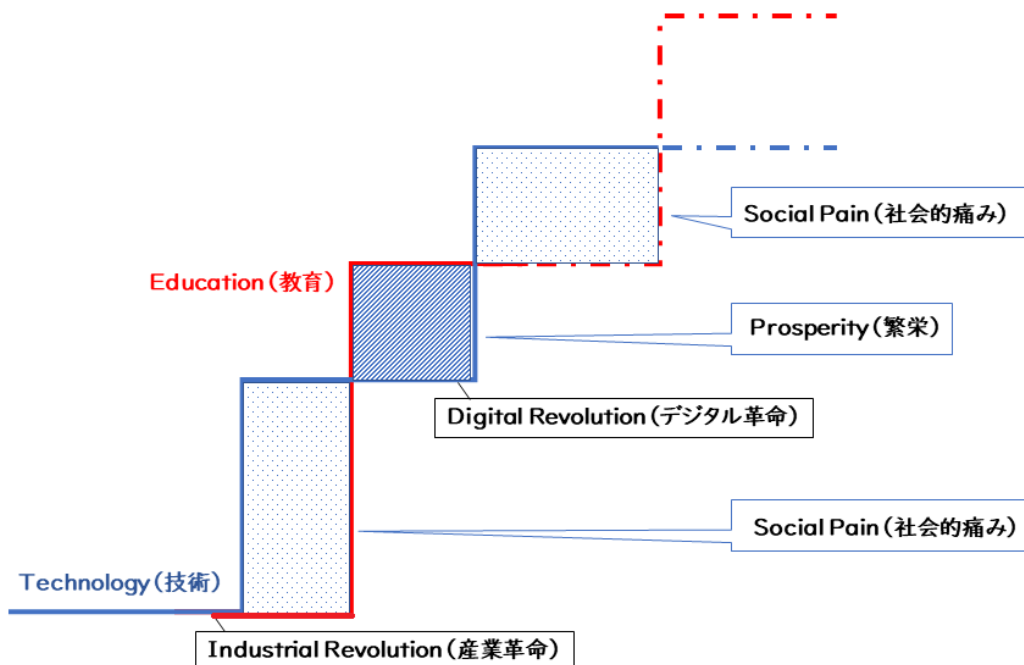 Social Pain（社会的痛み）
Education（教育）
Prosperity（繁栄）
Digital Revolution（デジタル革命）
Social Pain（社会的痛み）
Technology（技術）
Industrial Revolution（産業革命）